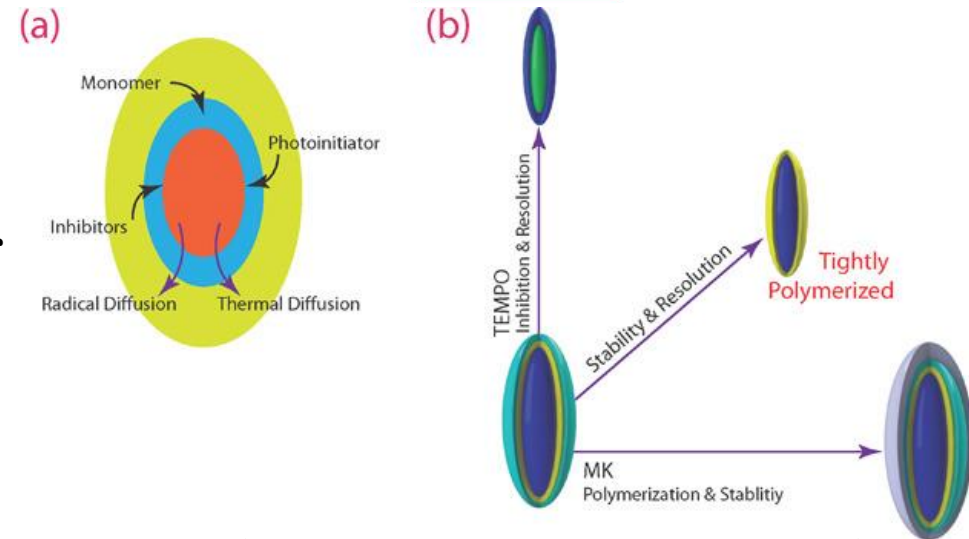 (a)
Monomer
Photoinitiator
Inhibitors
Radical Diffusion
Thermal Diffusion
(b)
TEMPO
Inhibition & Resolution
Stability & Resolution
Tightly
Polymerized
MK
Polymerization & Stablitiy